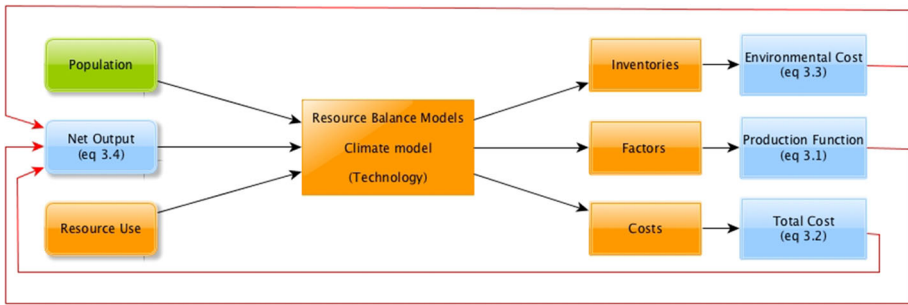 Population
Net Output
(eq 3.4)
Resource Use
Resource Balance Models
Climate model
(Technology)
Inventories
Factors
Costs
Environmental Cost
(eq 3.3)
Production Function
(eq 3.1)
Total Cost
(eq 3.2)